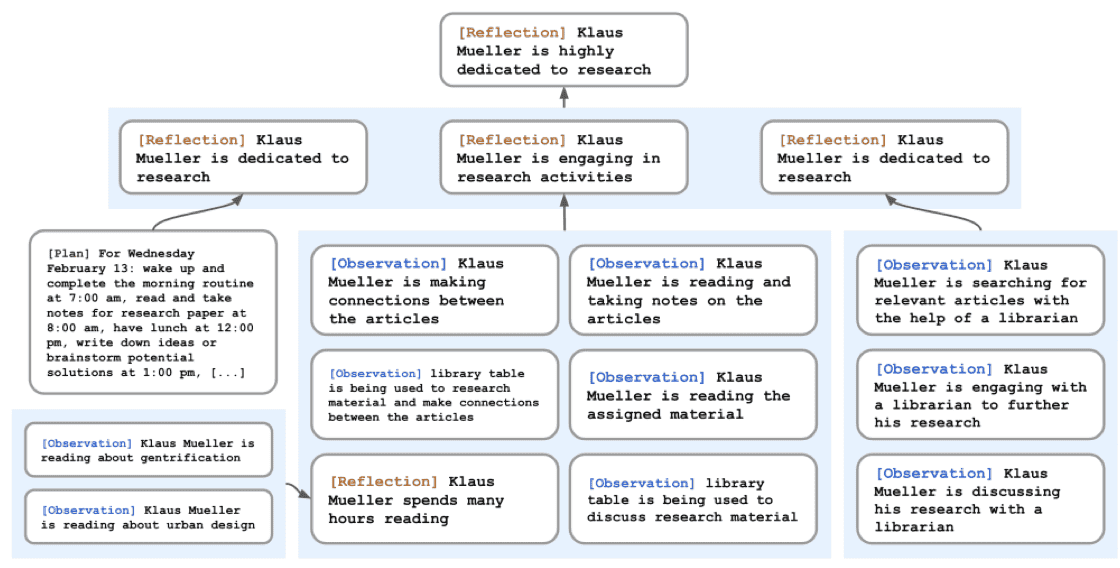 [Reflection] Klaus
Mueller is highly
dedicated to research
[Reflection] Klaus
Mueller is dedicated to
research
[Reflection] Klaus
Mueller is engaging in
research activities
[Reflection] Klaus
Mueller is dedicated to
research
[Plan] For Wednesday
February 13: wake up and
complete the morning routine
at 7:00 am, read and take
notes for research paper at
8:00 am, have lunch at 12:00
pm, write down ideas or
brainstorm potential
solutions at 1:00 pm, [...]
[Observation] Klaus Mueller is
reading about gentrification
[Observation] Klaus Mueller
is reading about urban design
[Observation] Klaus
Mueller is making
connections between
the articles
[Observation] Klaus
Mueller is reading and
taking notes on the
articles
[Observation] library table
is being used to research
material and make connections
between the articles
[Observation] Klaus
Mueller is reading the
assigned material
[Reflection] Klaus
Mueller spends many
hours reading
[Observation] library
table is being used to
discuss research material
[Observation] Klaus
Mueller is searching for
relevant articles with
the help of a librarian
[Observation] Klaus
Mueller is engaging with
a librarian to further
his research
[Observation] Klaus
Mueller is discussing
his research with a
librarian